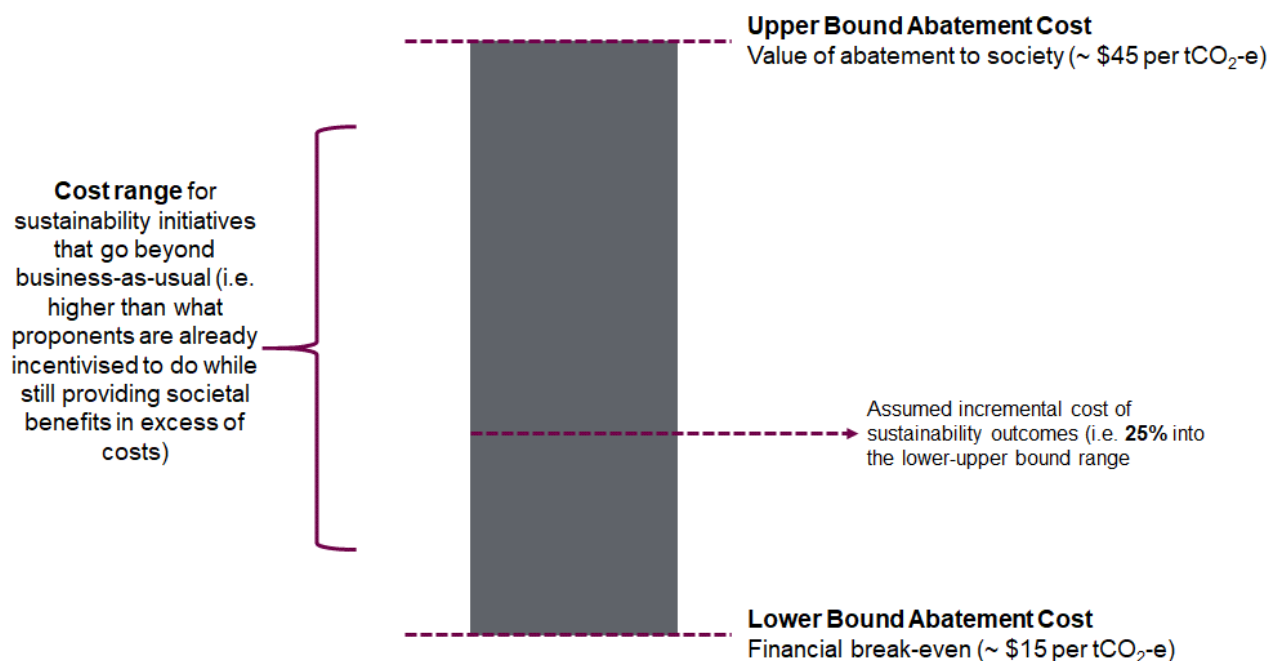 Upper Bound Abatement Cost
Value of abatement to society (~ $45 per tCO₂-e)
Cost range for
sustainability initiatives
that go beyond
business-as-usual (i.e.
higher than what
proponents are already
incentivised to do while
still providing societal
benefits in excess of
costs)
Assumed incremental cost of
sustainability outcomes (i.e. 25% into
the lower-upper bound range
Lower Bound Abatement Cost
Financial break-even (~ $15 per tCO₂-e)